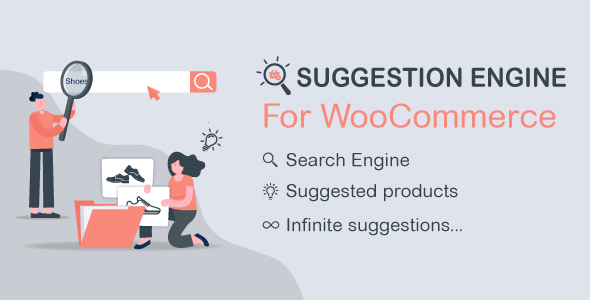 Shoes
SUGGESTION ENGINE
For WooCommerce
Search Engine
Suggested products
Infinite suggestions...